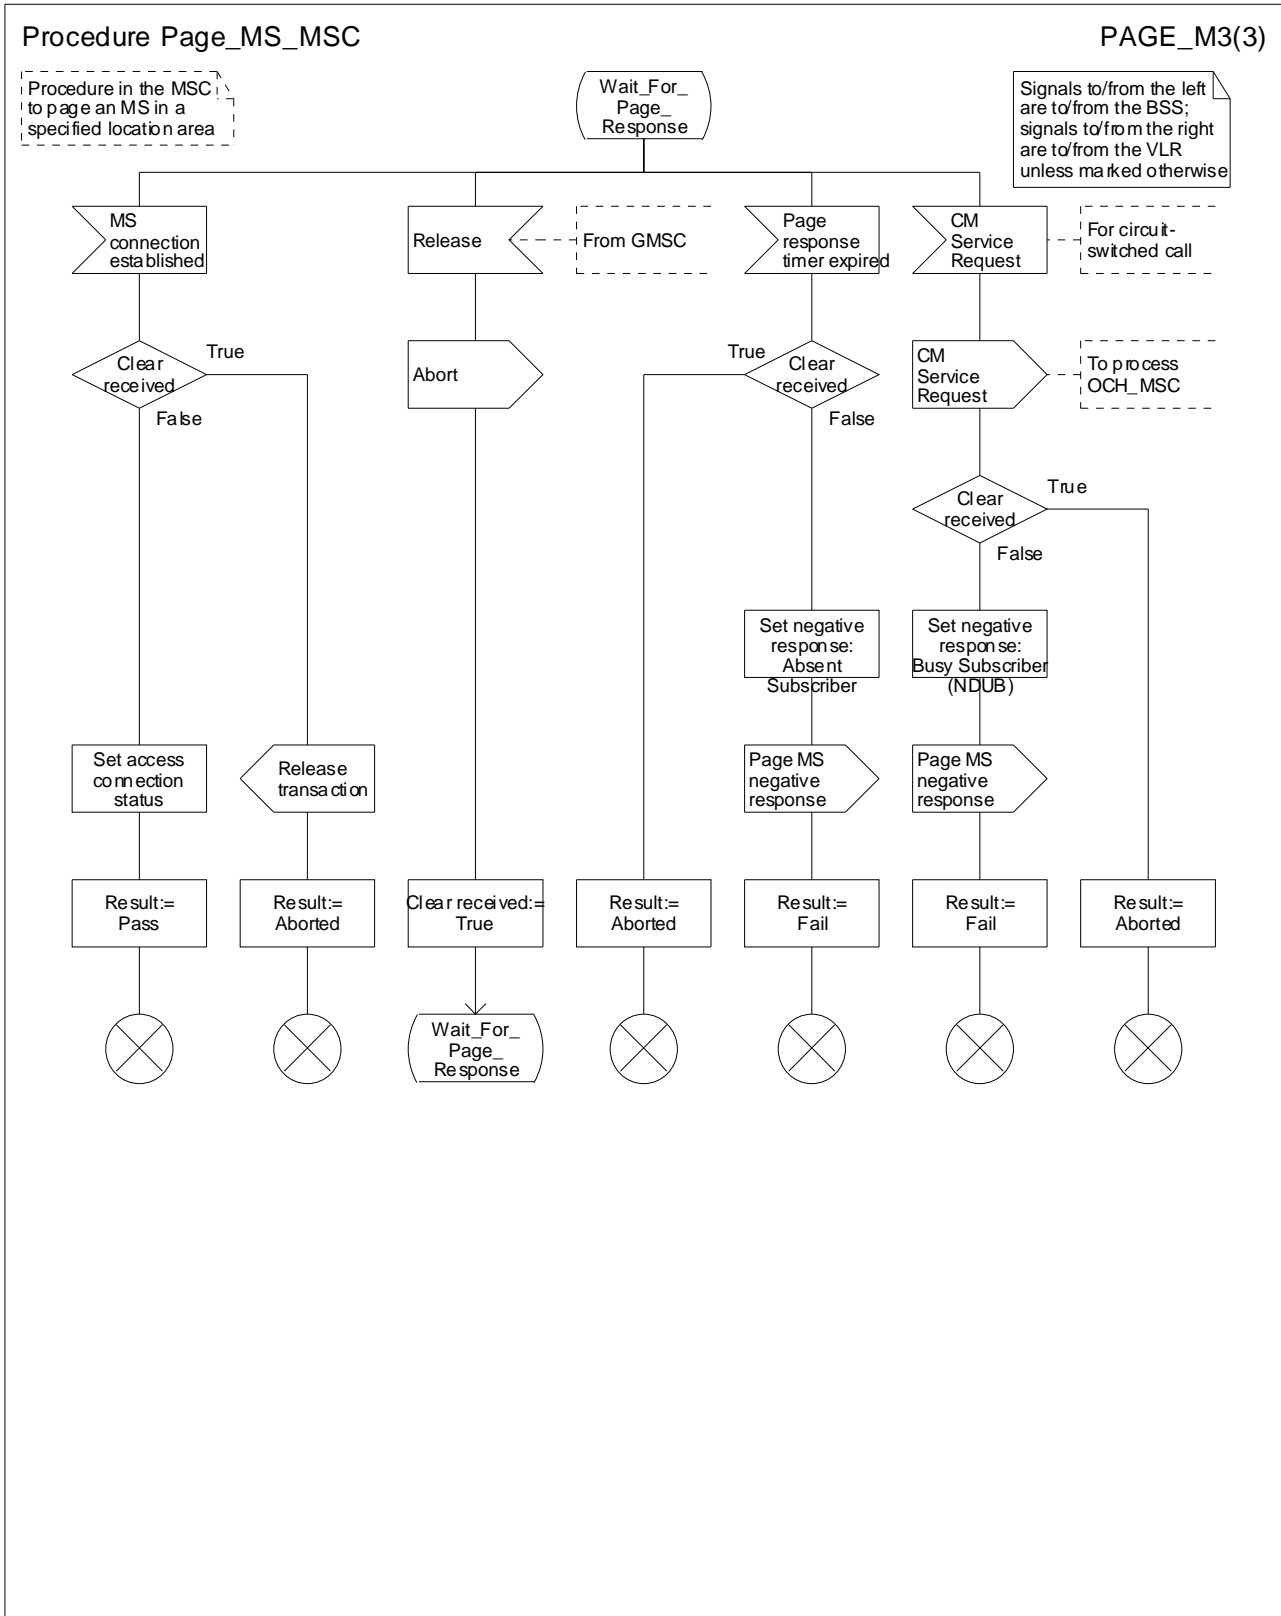 Procedure Page_MS_MSC
PAGE_M3(3)
Procedure in the MSC
to page an MS in a
specified location area
Wait_For_
Page_
Response
Signals to/from the left
are to/from the BSS;
signals to/from the right
are to/from the VLR
unless marked otherwise
MS
connection
established
Release
From GMSC
Page
response
timer expired
CM
Service
Request
For circuit-
switched call
Clear
received
True
False
Abort
True
Clear
received
False
CM
Service
Request
To process
OCH_MSC
Clear
received
True
False
Set negative
response:
Absent
Subscriber
Set negative
response:
Busy Subscriber
(NDUB)
Set access
connection
status
Release
transaction
Page MS
negative
response
Page MS
negative
response
Result:=
Pass
Result:=
Aborted
Clear received:=
True
Result:=
Aborted
Result:=
Fail
Result:=
Fail
Result:=
Aborted
Wait_For_
Page_
Response